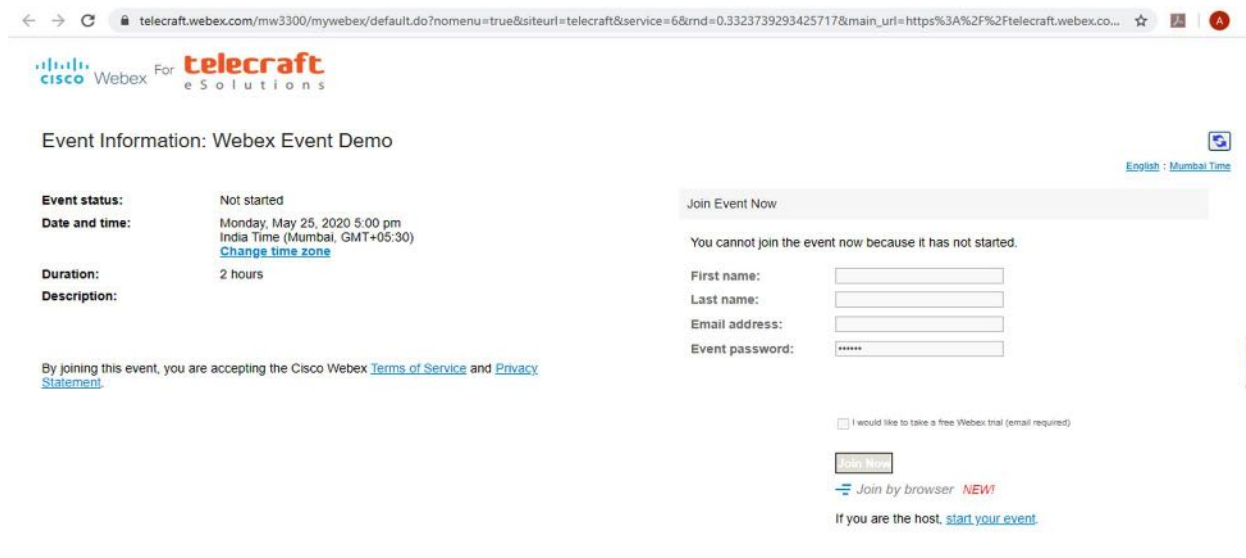 telecraft.webex.com/mw3300/mywebex/default.do?nomenu=true&siteurl=telecraft&service=6&rnd=0.3323739293425717&main_url=https%3A%2F%2Ftelecraft.webex.co...
A
CISCO Webex For telecraft
eSolutions
Event Information: Webex Event Demo
English : Mumbai Time
Event status: Not started
Date and time: Monday, May 25, 2020 5:00 pm
India Time (Mumbai, GMT+05:30)
Change time zone
Duration: 2 hours
Description:
By joining this event, you are accepting the Cisco Webex Terms of Service and Privacy
Statement.
Join Event Now
You cannot join the event now because it has not started.
First name:
Last name:
Email address:
Event password: ••••••
I would like to take a free Webex trial (email required)
Join Now
Join by browser NEW!
If you are the host, start your event.